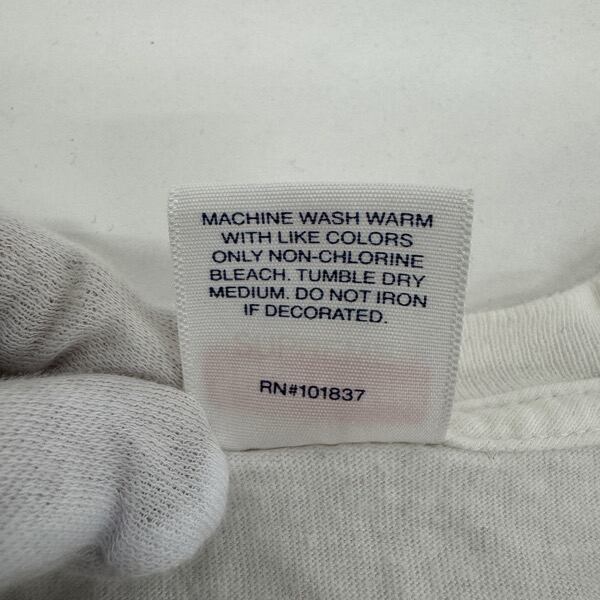 MACHINE WASH WARM
WITH LIKE COLORS
ONLY NON-CHLORINE
BLEACH. TUMBLE DRY
MEDIUM. DO NOT IRON
IF DECORATED.
RN#101837